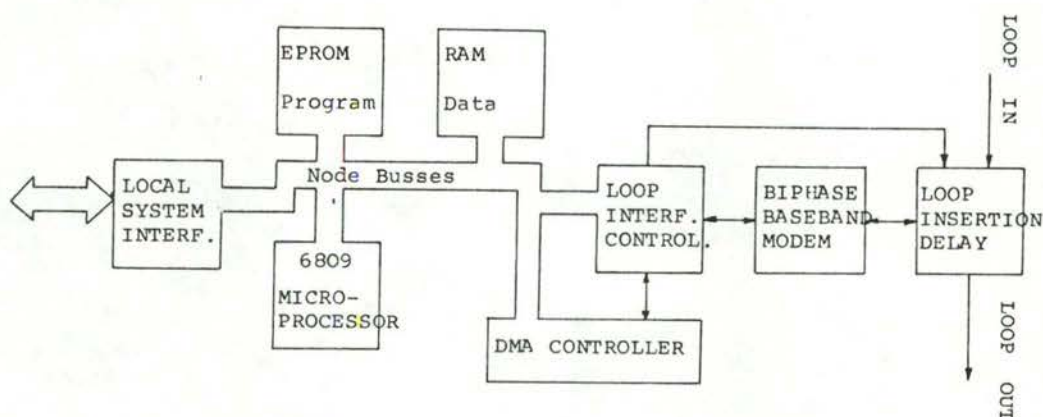 EPROM
Program
RAM
Data
LOOP IN
Node Busses
LOCAL
SYSTEM
INTERF.
LOOP
INTERF.
CONTROL.
BIPHASE
BASEBAND
MODEM
LOOP
INSERTION
DELAY
6809
MICRO-
PROCESSOR
DMA CONTROLLER
LOOP OUT